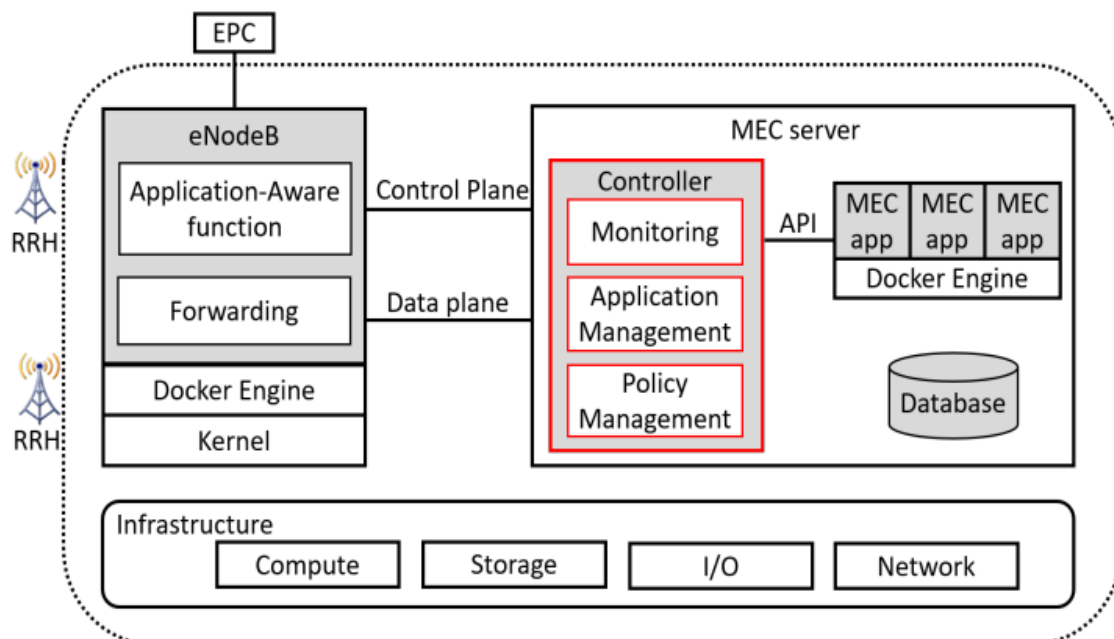 EPC
eNodeB
Application-Aware
function
Forwarding
Docker Engine
Kernel
RRH
RRH
Control Plane
Data plane
MEC server
Controller
Monitoring
Application
Management
Policy
Management
API
MEC MEC MEC
app app app
Docker Engine
Database
Infrastructure
Compute
Storage
I/O
Network